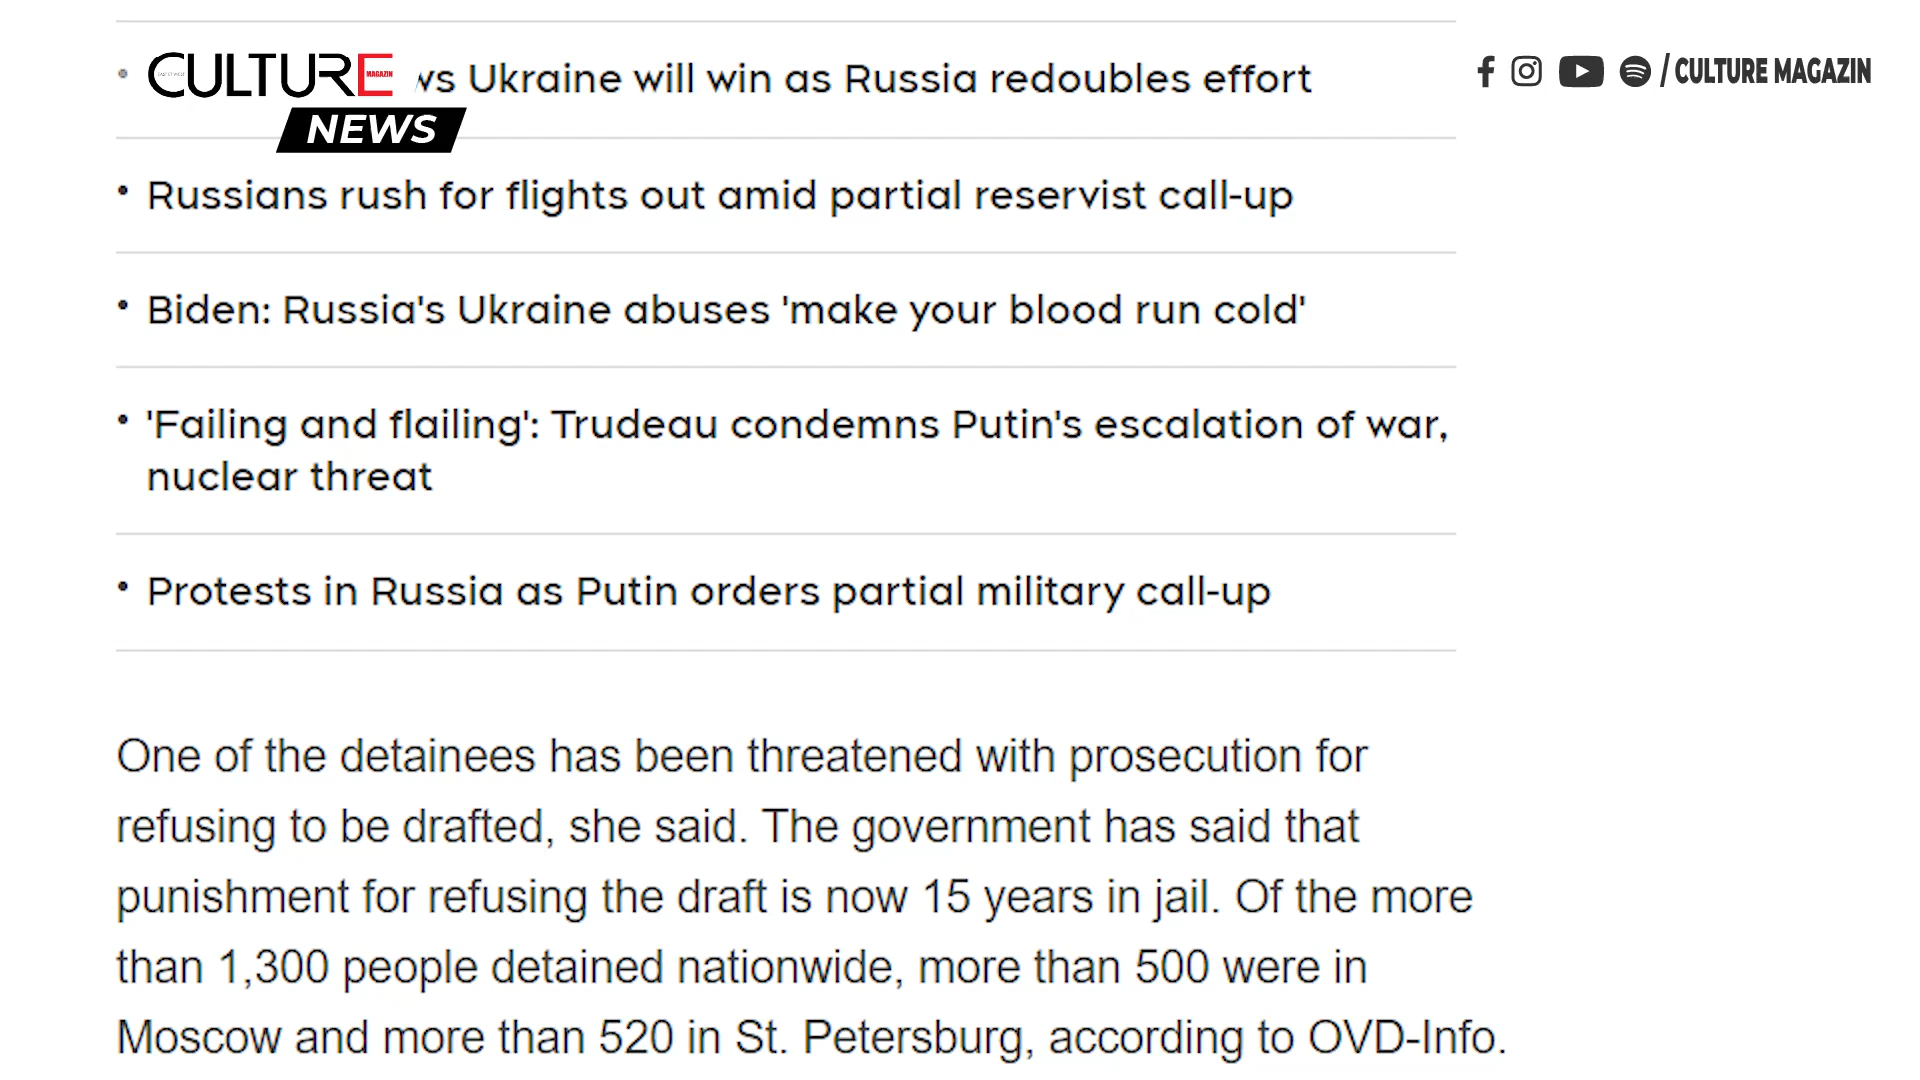 CULTURE
MAGAZIN
NEWS
Ukraine will win as Russia redoubles effort
/ CULTURE MAGAZIN
• Russians rush for flights out amid partial reservist call-up
• Biden: Russia's Ukraine abuses 'make your blood run cold'
• 'Failing and flailing': Trudeau condemns Putin's escalation of war,
nuclear threat
• Protests in Russia as Putin orders partial military call-up
One of the detainees has been threatened with prosecution for
refusing to be drafted, she said. The government has said that
punishment for refusing the draft is now 15 years in jail. Of the more
than 1,300 people detained nationwide, more than 500 were in
Moscow and more than 520 in St. Petersburg, according to OVD-Info.